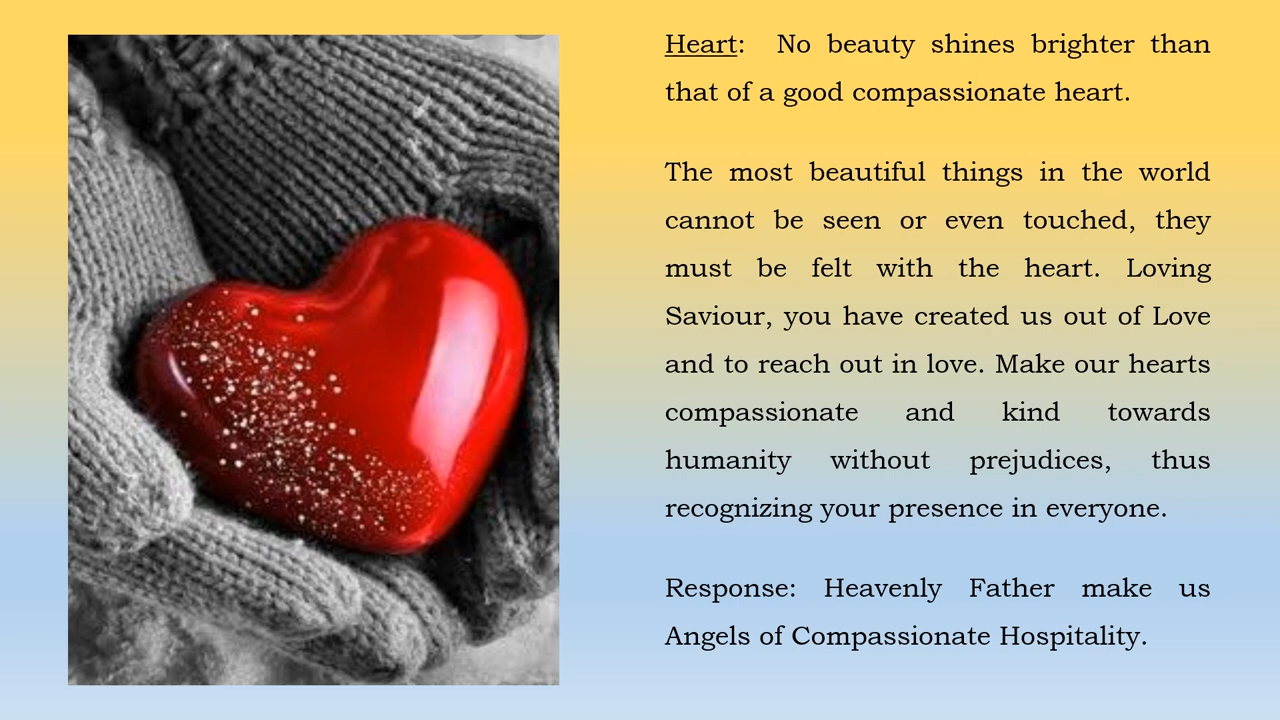 Heart: No beauty shines brighter than
that of a good compassionate heart.
The most beautiful things in the world
cannot be seen or even touched, they
must be felt with the heart. Loving
Saviour, you have created us out of Love
and to reach out in love. Make our hearts
compassionate and kind towards
humanity without prejudices, thus
recognizing your presence in everyone.
Response: Heavenly Father make us
Angels of Compassionate Hospitality.